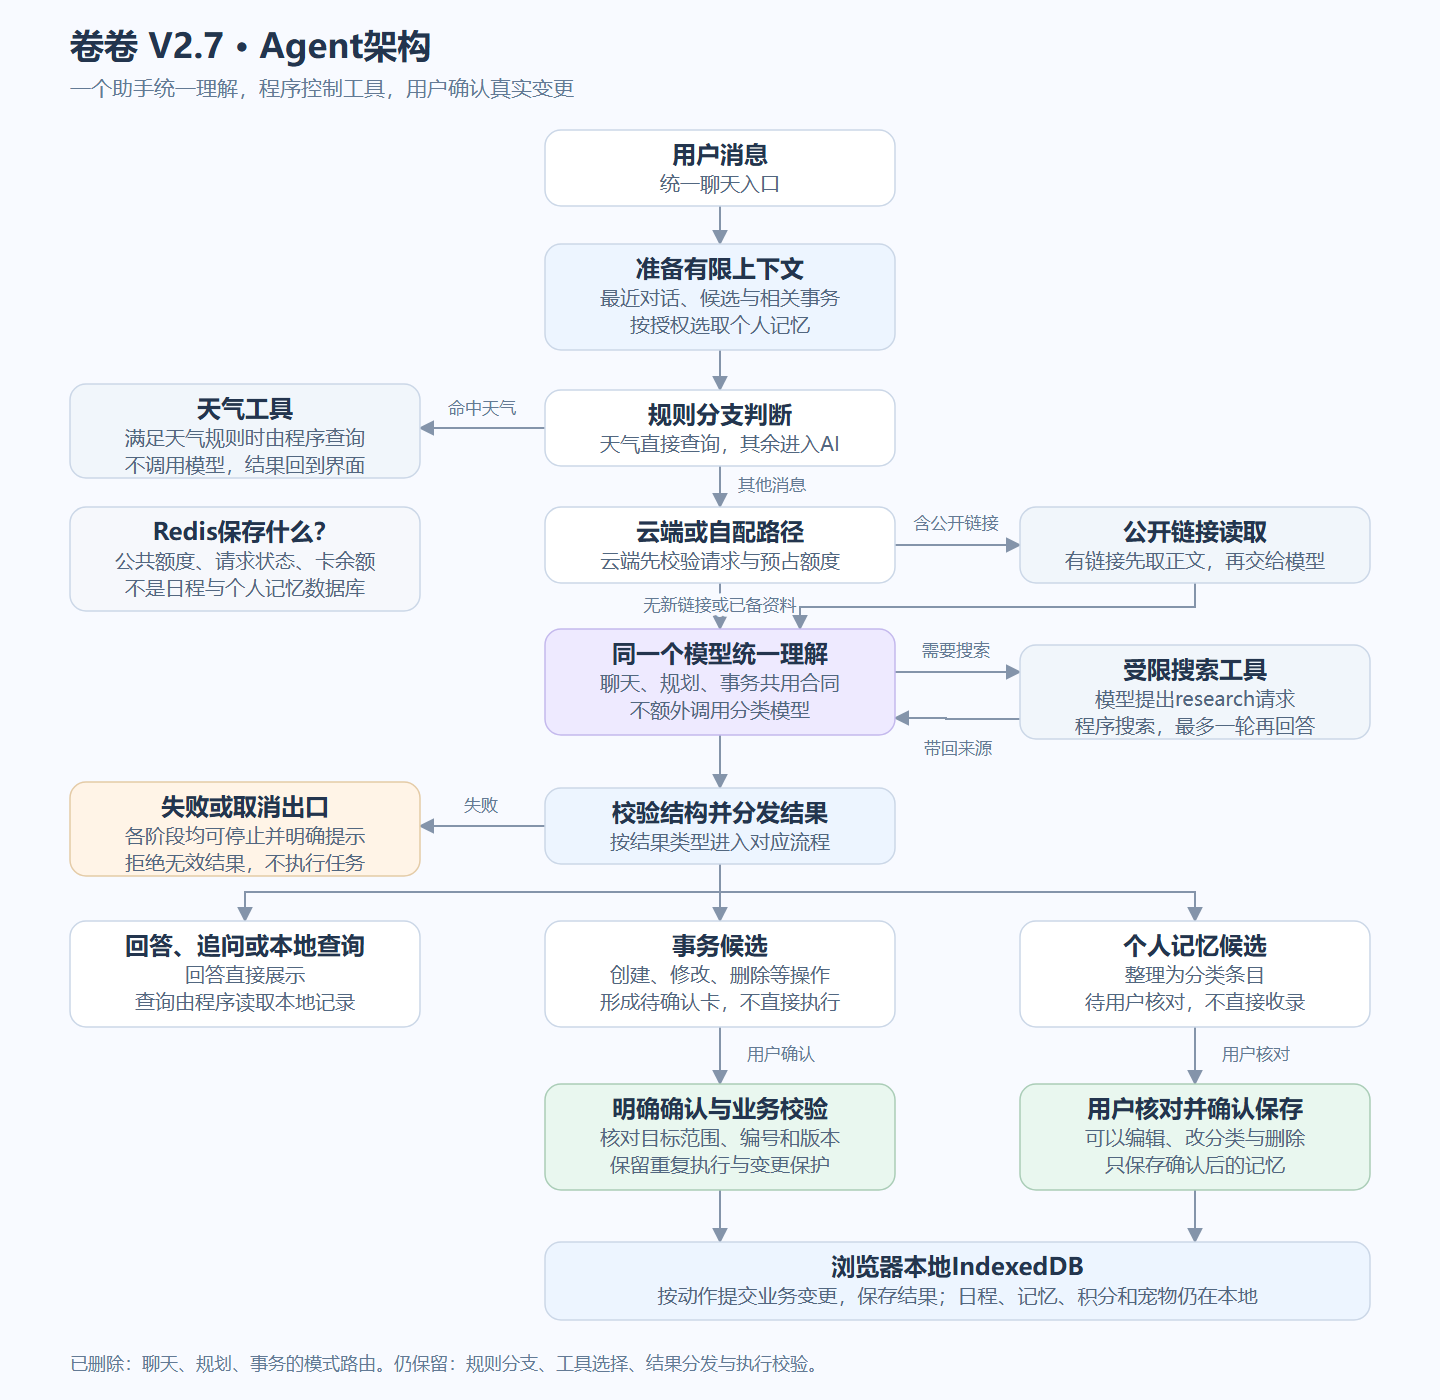 卷卷 V2.7 · Agent架构
一个助手统一理解，程序控制工具，用户确认真实变更
用户消息
统一聊天入口
准备有限上下文
最近对话、候选与相关事务
按授权选取个人记忆
天气工具
满足天气规则时由程序查询
不调用模型，结果回到界面
命中天气
规则分支判断
天气直接查询，其余进入AI
其他消息
Redis保存什么？
公共额度、请求状态、卡余额
不是日程与个人记忆数据库
云端或自配路径
云端先校验请求与预占额度
含公开链接
公开链接读取
有链接先取正文，再交给模型
无新链接或已备资料
同一个模型统一理解
聊天、规划、事务共用合同
不额外调用分类模型
需要搜索
带回来源
受限搜索工具
模型提出research请求
程序搜索，最多一轮再回答
失败或取消出口
各阶段均可停止并明确提示
拒绝无效结果，不执行任务
失败
校验结构并分发结果
按结果类型进入对应流程
回答、追问或本地查询
回答直接展示
查询由程序读取本地记录
事务候选
创建、修改、删除等操作
形成待确认卡，不直接执行
个人记忆候选
整理为分类条目
待用户核对，不直接收录
用户确认
用户核对
明确确认与业务校验
核对目标范围、编号和版本
保留重复执行与变更保护
用户核对并确认保存
可以编辑、改分类与删除
只保存确认后的记忆
浏览器本地IndexedDB
按动作提交业务变更，保存结果；日程、记忆、积分和宠物仍在本地
已删除：聊天、规划、事务的模式路由。仍保留：规则分支、工具选择、结果分发与执行校验。